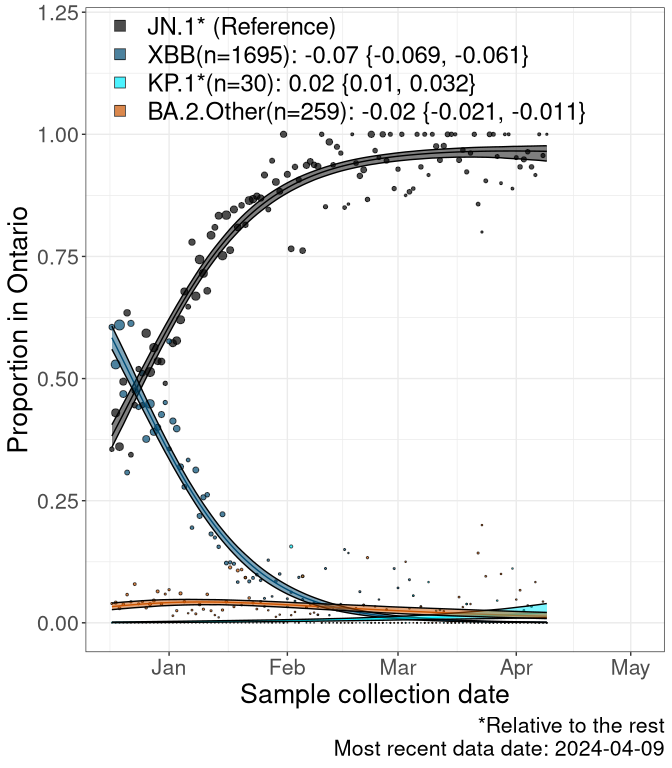 JN.1* (Reference)
XBB(n=1695): -0.07 {-0.069, -0.061}
KP.1*(n=30): 0.02 {0.01, 0.032}
BA.2.Other(n=259): -0.02 {-0.021, -0.011}
1.25
1.00
0.75
0.50
0.25
0.00
Proportion in Ontario
Jan Feb Mar Apr May
Sample collection date
*Relative to the rest
Most recent data date: 2024-04-09